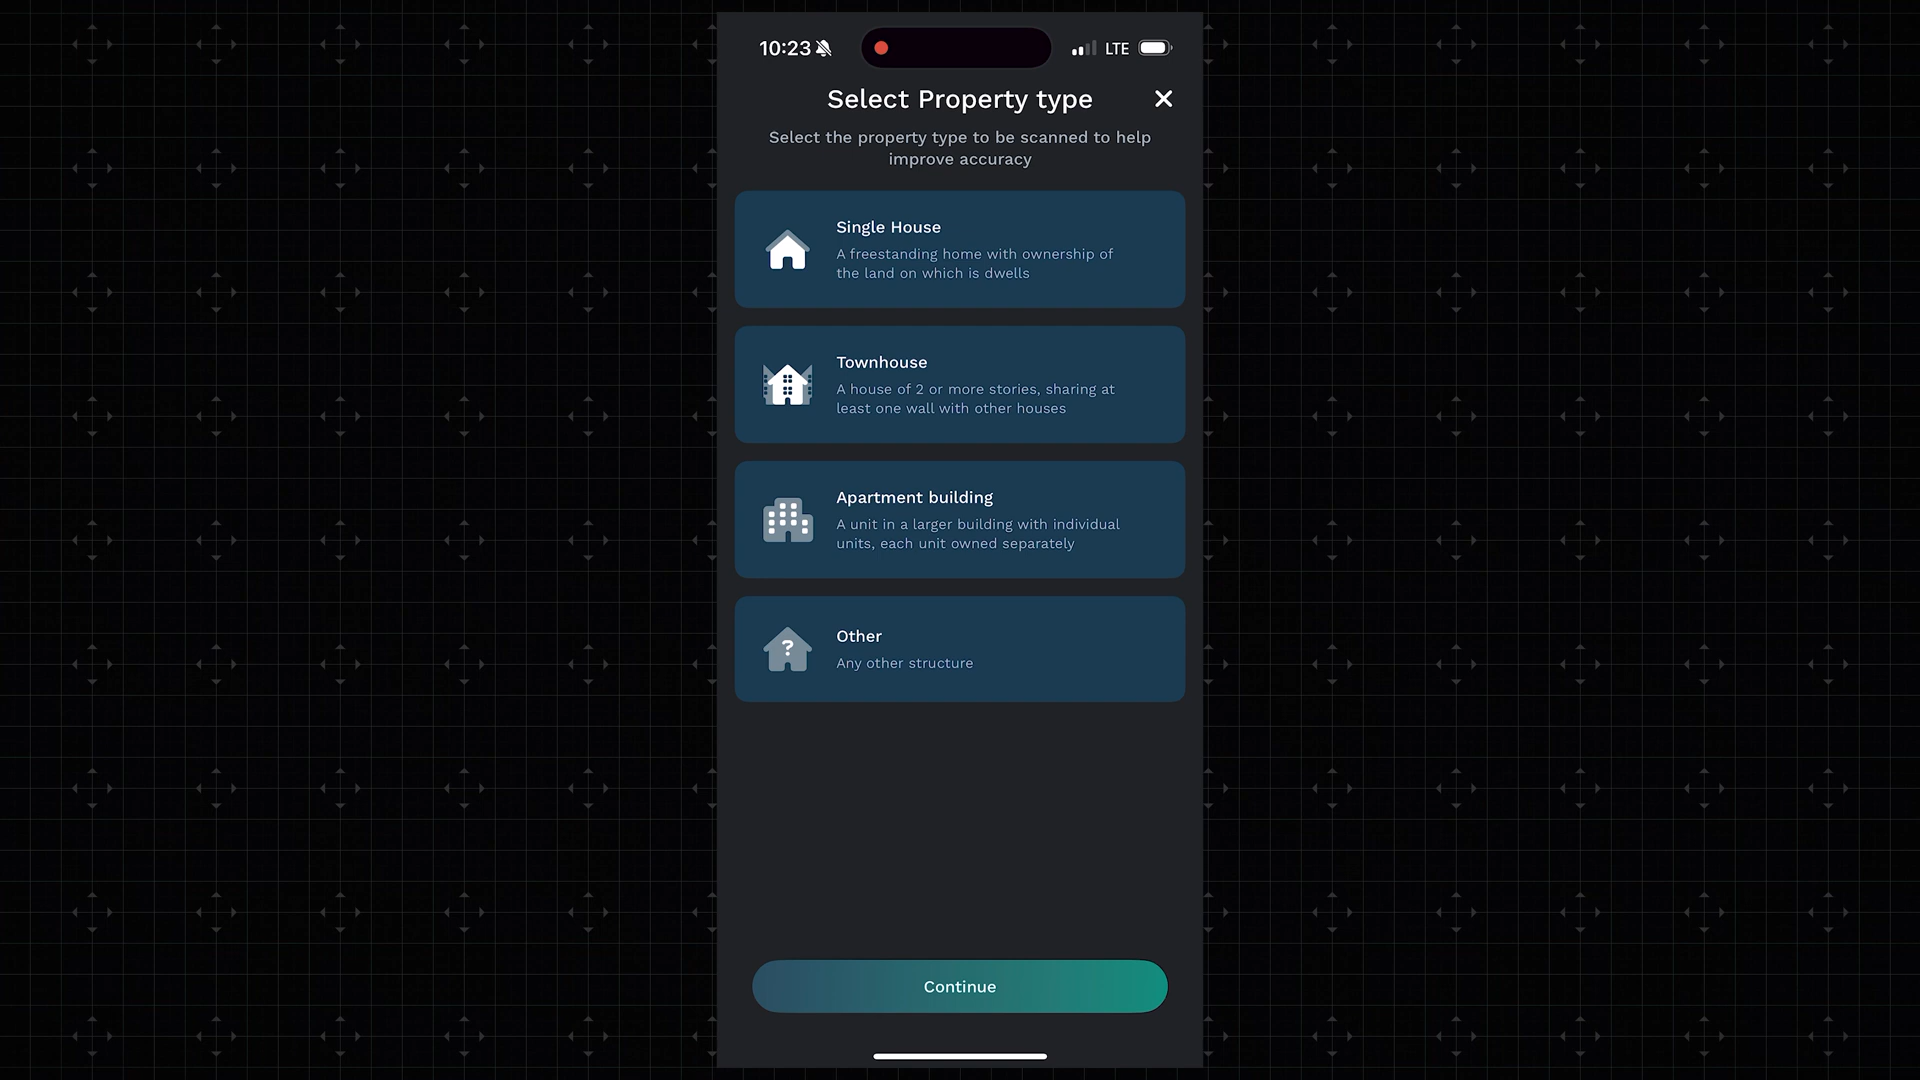 10:23
LTE
Select Property type
Select the property type to be scanned to help
improve accuracy
Single House
A freestanding home with ownership of
the land on which is dwells
Townhouse
A house of 2 or more stories, sharing at
least one wall with other houses
Apartment building
A unit in a larger building with individual
units, each unit owned separately
?
Other
Any other structure
Continue